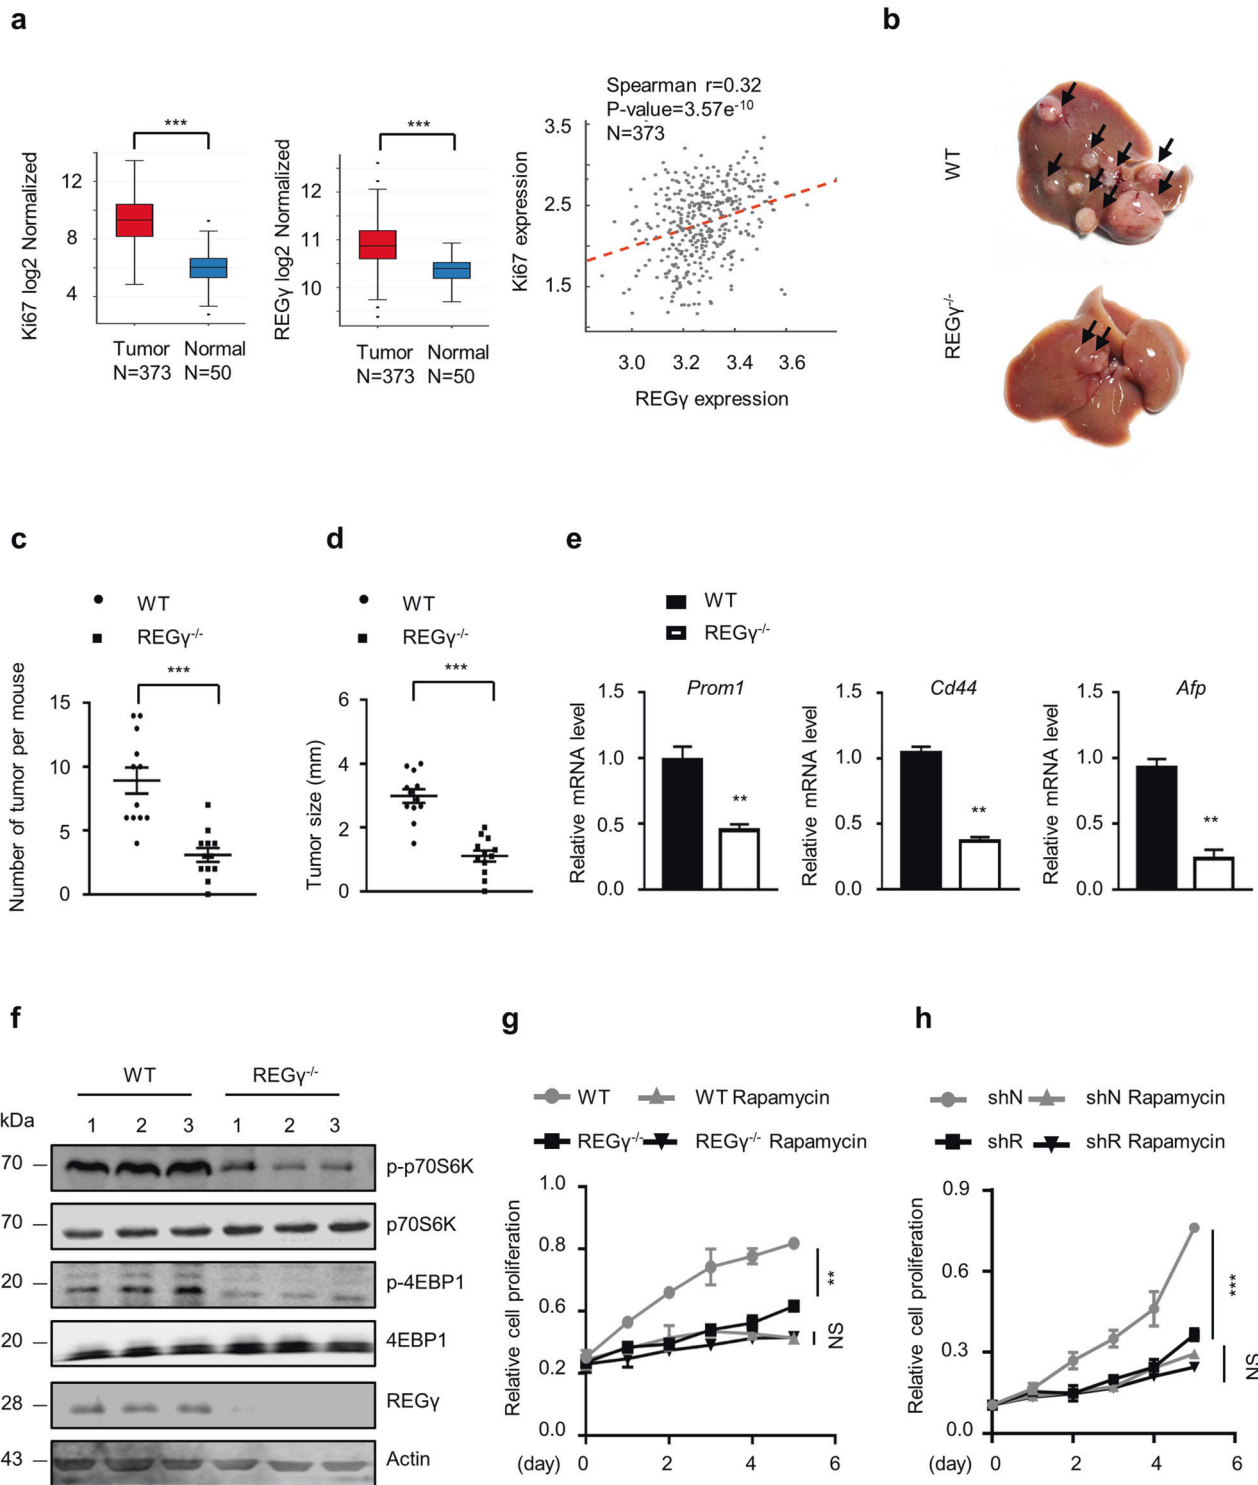 a
b
***
***
Spearman r=0.32
P-value=3.57e-10
N=373
Ki67 log2 Normalized
12
8
4
Tumor
N=373
Normal
N=50
REGγ log2 Normalized
12
11
10
Tumor
N=373
Normal
N=50
Ki67 expression
3.5
2.5
1.5
3.0
3.2
3.4
3.6
REGγ expression
WT
REGγ-/-
c
WT
REGγ-/-
***
Number of tumor per mouse
15
10
5
0
d
WT
REGγ-/-
***
Tumor size (mm)
6
4
2
0
e
WT
REGγ-/-
Prom1
Relative mRNA level
1.5
1.0
0.5
0.0
**
Cd44
Relative mRNA level
1.5
1.0
0.5
0.0
**
Afp
Relative mRNA level
1.5
1.0
0.5
0.0
**
f
WT
REGγ-/-
kDa
1 2 3 1 2 3
70
p-p70S6K
70
p70S6K
20
p-4EBP1
20
4EBP1
28
REGγ
43
Actin
g
WT
WT Rapamycin
REGγ-/-
REGγ-/- Rapamycin
Relative cell proliferation
1.0
0.8
0.6
0.2
0.0
**
NS
(day) 0 2 4 6
h
shN
shN Rapamycin
shR
shR Rapamycin
Relative cell proliferation
0.9
0.6
0.3
0.0
***
NS
(day) 0 2 4 6